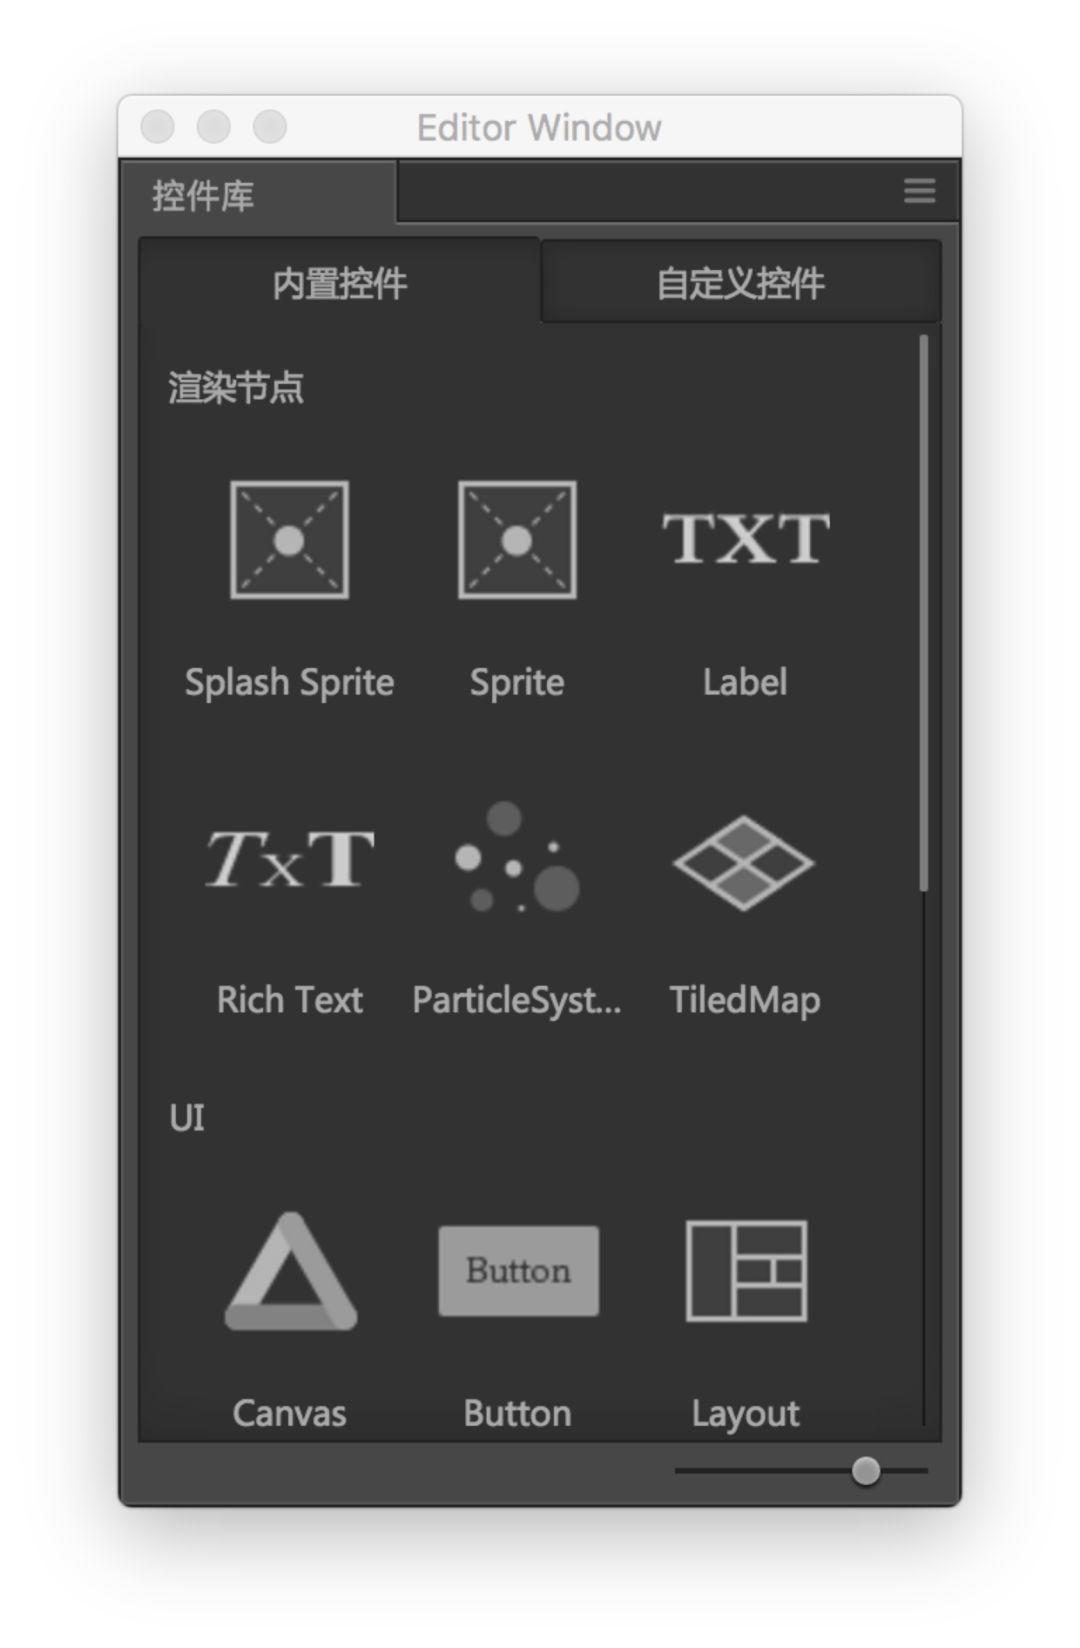 Editor Window
控件库
内置控件 自定义控件
渲染节点
TXT
Splash Sprite Sprite Label
TxT
Rich Text ParticleSyst... TiledMap
UI
Button
Canvas Button Layout